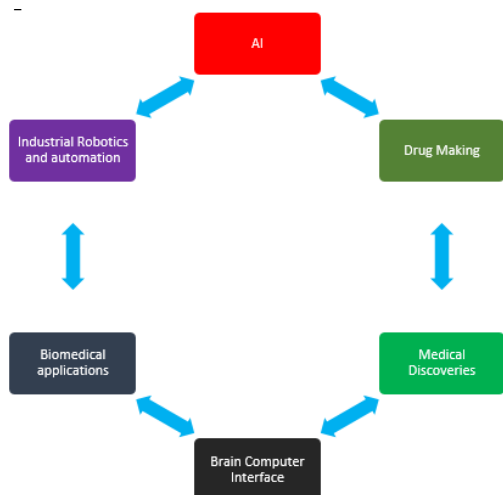 AI
Industrial Robotics
and automation
Drug Making
Biomedical
applications
Medical
Discoveries
Brain Computer
Interface